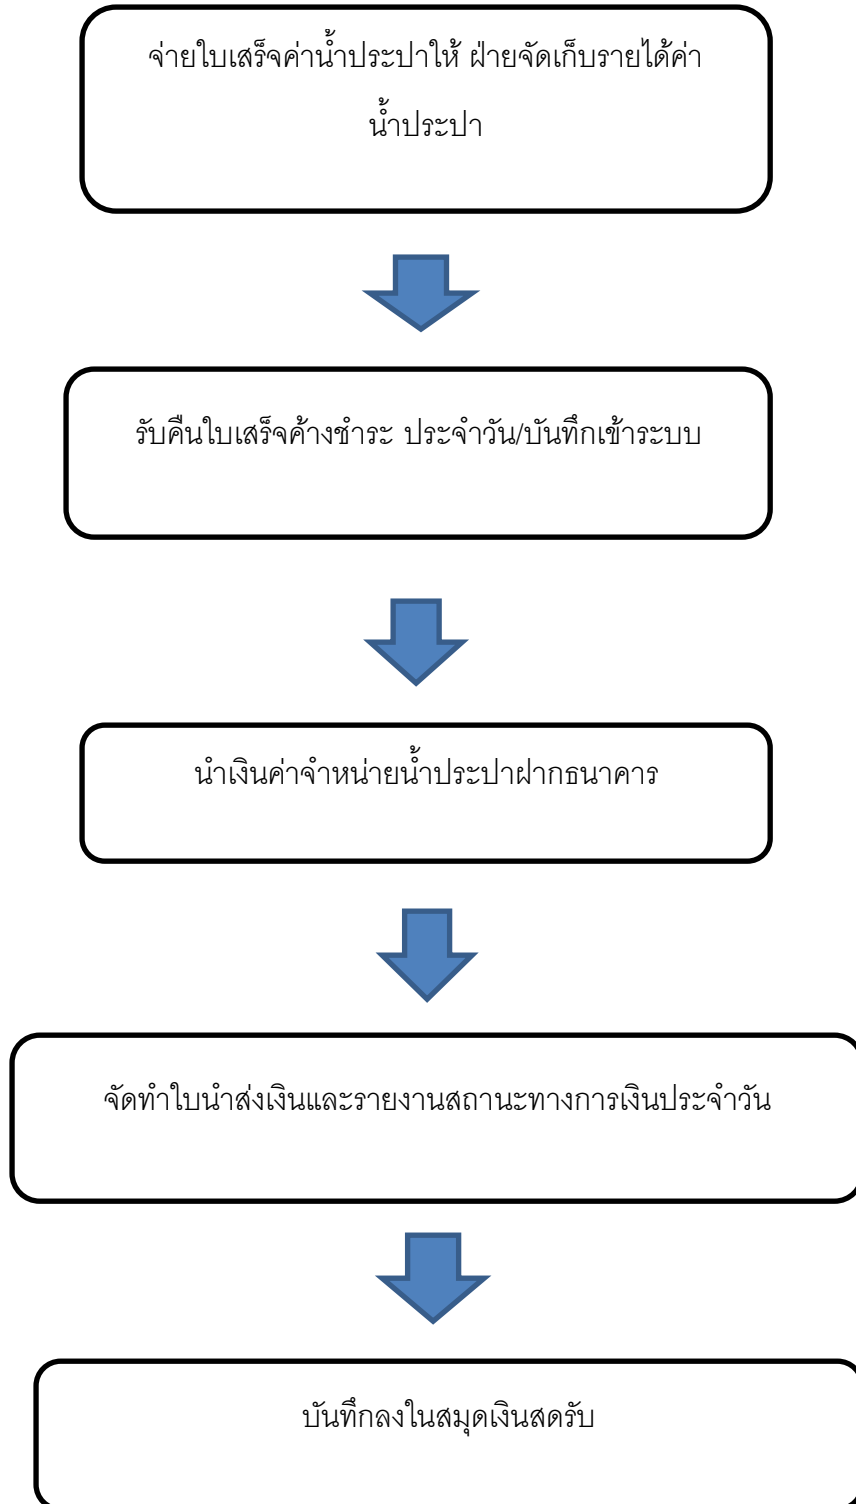 จ่ายใบเสร็จค่าน้ำประปาให้ ฝ่ายจัดเก็บรายได้ค่า
น้ำประปา
รับคืนใบเสร็จค้างชำระ ประจำวัน/บันทึกเข้าระบบ
นำเงินค่าจำหน่ายน้ำประปาฝากธนาคาร
จัดทำใบนำส่งเงินและรายงานสถานะทางการเงินประจำวัน
บันทึกลงในสมุดเงินสดรับ